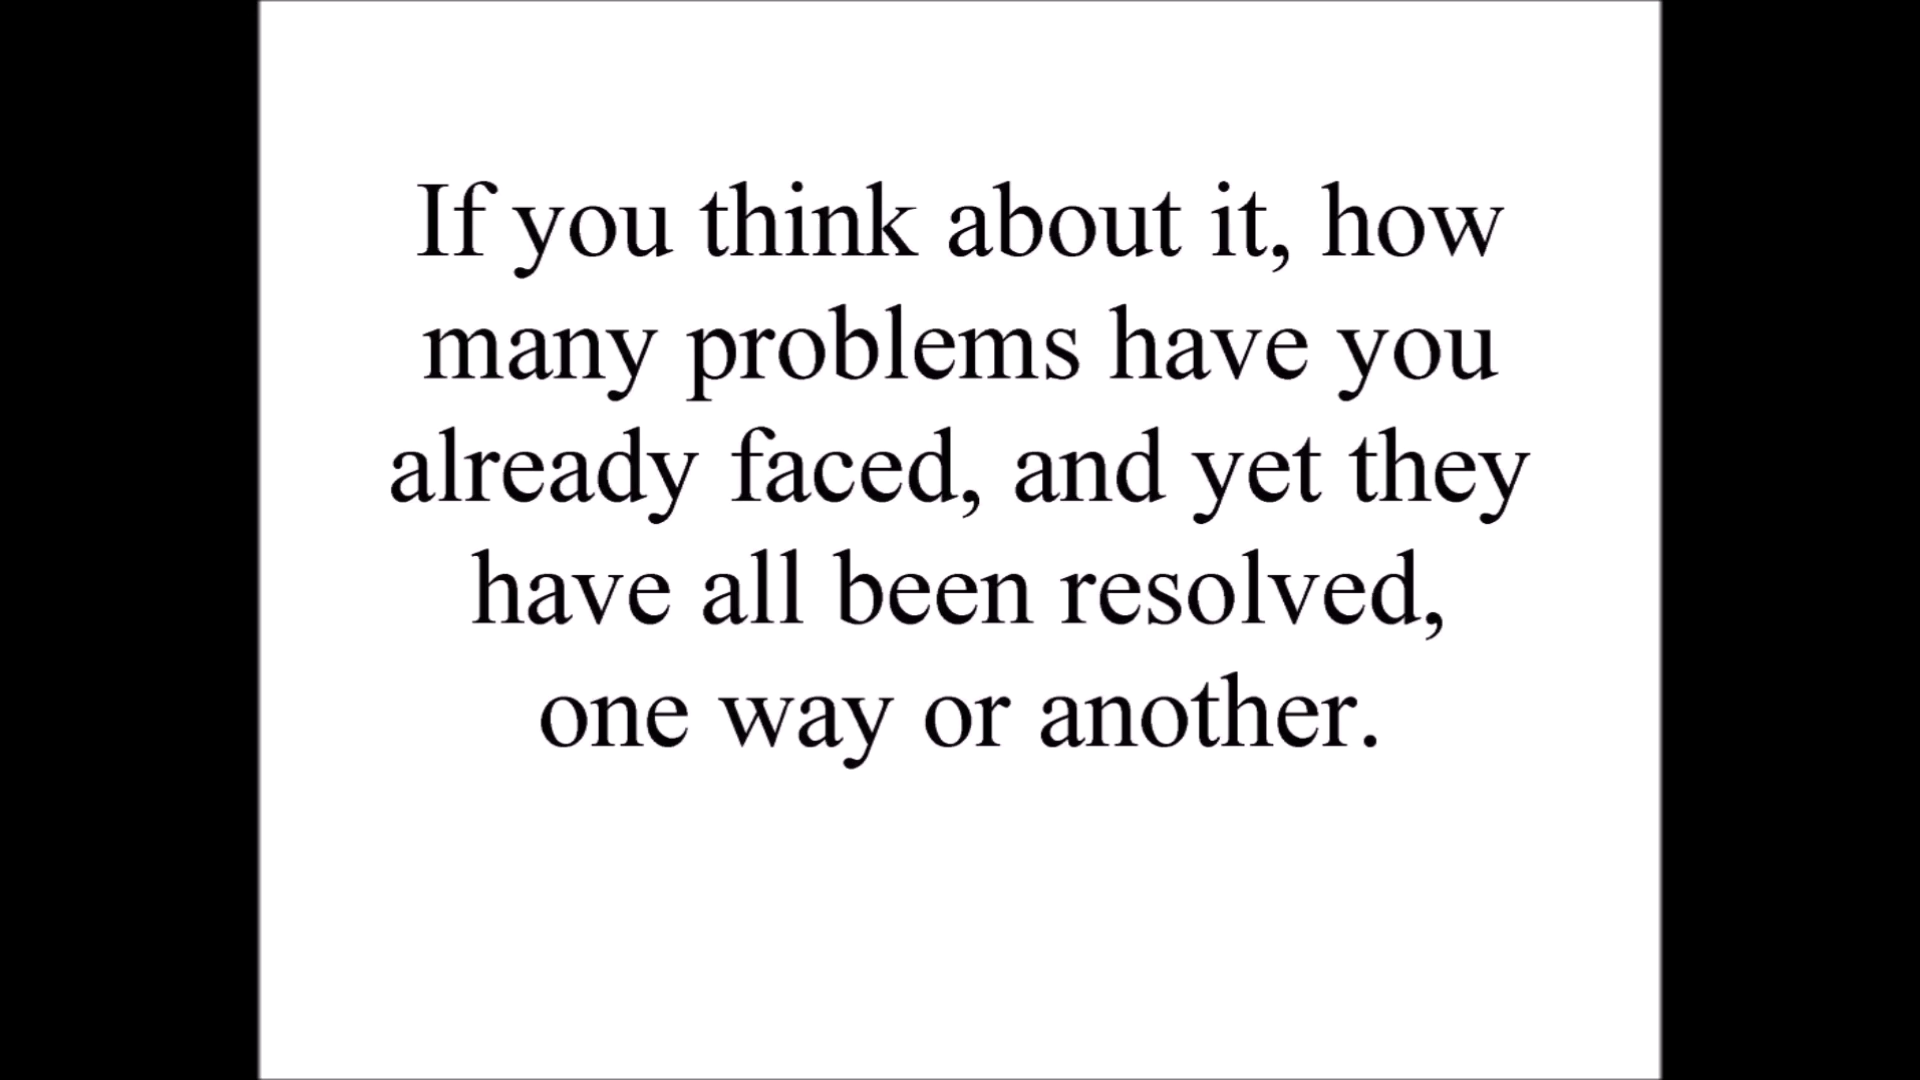 If you think about it, how
many problems have you
already faced, and yet they
have all been resolved,
one way or another.